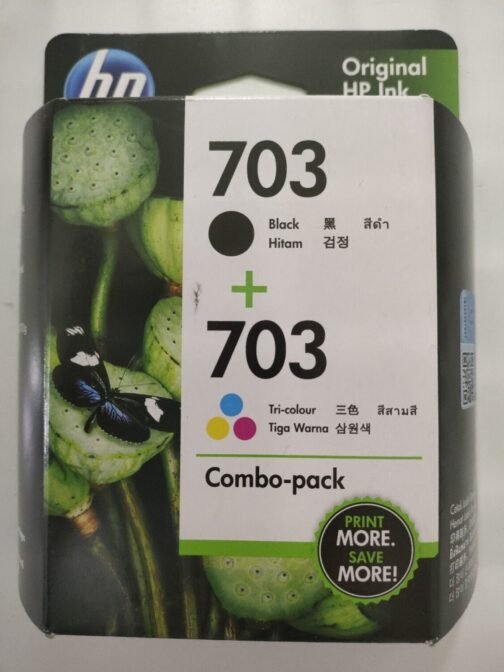 hp
Original
HP Ink
703
Black 黑 สีดำ
Hitam 검정
+
703
Tri-colour 三色 สีสามสี
Tiga Warna 삼원색
Combo-pack
PRINT
MORE.
SAVE
MORE!